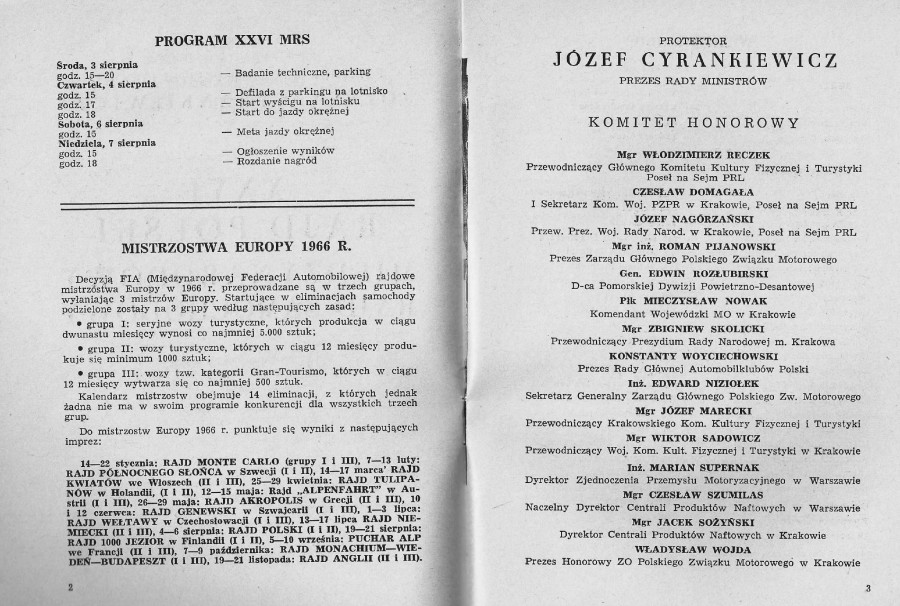 PROGRAM XXVI MRS
Środa, 3 sierpnia
godz. 15—20 — Badanie techniczne, parking
Czwartek, 4 sierpnia
godz. 15 — Defilada z parkingu na lotnisko
godz. 17 — Start wyścigu na lotnisku
godz. 18 — Start do jazdy okrężnej
Sobota, 6 sierpnia
godz. 15 — Meta jazdy okrężnej
Niedziela, 7 sierpnia
godz. 15 — Ogłoszenie wyników
godz. 18 — Rozdanie nagród
MISTRZOSTWA EUROPY 1966 R.
Decyzją FIA (Międzynarodowej Federacji Automobilowej) rajdowe
mistrzostwa Europy w 1966 r. przeprowadzane są w trzech grupach,
wyłaniając 3 mistrzów Europy. Startujące w eliminacjach samochody
podzielone zostały na 3 grupy według następujących zasad:
• grupa I: seryjne wozy turystyczne, których produkcja w ciągu
dwunastu miesięcy wynosi co najmniej 5.000 sztuk;
• grupa II: wozy turystyczne, których w ciągu 12 miesięcy produ-
kuje się minimum 1000 sztuk;
• grupa III: wozy tzw. kategorii Gran-Tourismo, których w ciągu
12 miesięcy wytwarza się co najmniej 500 sztuk.
Kalendarz mistrzostw obejmuje 14 eliminacji, z których jednak
żadna nie ma w swoim programie konkurencji dla wszystkich trzech
grup.
Do mistrzostw Europy 1966 r. punktuje się wyniki z następujących
imprez:
14—22 stycznia: RAJD MONTE CARLO (grupy I i III), 7—13 luty:
RAJD PÓŁNOCNEGO SŁOŃCA w Szwecji (I i II), 14—17 marca RAJD
KWIATÓW we Włoszech (II i III), 25—29 kwietnia: RAJD TULIPA-
NÓW w Holandii, (I i II), 12—15 maja: Rajd „ALPENFAHRT" w Au-
strii (I i III), 26—29 maja: RAJD AKROPOLIS w Grecji (II i III), 10
i 12 czerwca: RAJD GENEWSKI w Szwajcarii (I i III), 1—3 lipca:
RAJD WEŁTAWY w Czechosłowacji (I i III), 13—17 lipca RAJD NIE-
MIECKI (II i III), 4—6 sierpnia: RAJD POLSKI (I i II), 19—21 sierpnia:
RAJD 1000 JEZIOR w Finlandii (I i II), 5—10 września: PUCHAR ALP
we Francji (II i III), 7—9 października: RAJD MONACHIUM—WIE-
DEŃ—BUDAPESZT (I i III), 19—21 listopada: RAJD ANGLII (II i III).
2
PROTEKTOR
JÓZEF CYRANKIEWICZ
PREZES RADY MINISTRÓW
KOMITET HONOROWY
Mgr WŁODZIMIERZ RECZEK
Przewodniczący Głównego Komitetu Kultury Fizycznej i Turystyki
Poseł na Sejm PRL
CZESŁAW DOMAGAŁA
I Sekretarz Kom. Woj. PZPR w Krakowie, Poseł na Sejm PRL
JÓZEF NAGÓRZAŃSKI
Przew. Prez. Woj. Rady Narod. w Krakowie, Poseł na Sejm PRL
Mgr inż. ROMAN PIJANOWSKI
Prezes Zarządu Głównego Polskiego Związku Motorowego
Gen. EDWIN ROZŁUBIRSKI
D-ca Pomorskiej Dywizji Powietrzno-Desantowej
Płk MIECZYSŁAW NOWAK
Komendant Wojewódzki MO w Krakowie
Mgr ZBIGNIEW SKOLICKI
Przewodniczący Prezydium Rady Narodowej m. Krakowa
KONSTANTY WOYCIECHOWSKI
Prezes Rady Głównej Automobilklubów Polski
Inż. EDWARD NIZIOŁEK
Sekretarz Generalny Zarządu Głównego Polskiego Zw. Motorowego
Mgr JÓZEF MARECKI
Przewodniczący Krakowskiego Kom. Kultury Fizycznej i Turystyki
Mgr WIKTOR SADOWICZ
Przewodniczący Woj. Kom. Kult. Fizycznej i Turystyki w Krakowie
Inż. MARIAN SUPERNAK
Dyrektor Zjednoczenia Przemysłu Motoryzacyjnego w Warszawie
Mgr CZESŁAW SZUMILAS
Naczelny Dyrektor Centrali Produktów Naftowych w Warszawie
Mgr JACEK SOŻYŃSKI
Dyrektor Centrali Produktów Naftowych w Krakowie
WŁADYSŁAW WOJDA
Prezes Honorowy ZO Polskiego Związku Motorowego w Krakowie
3